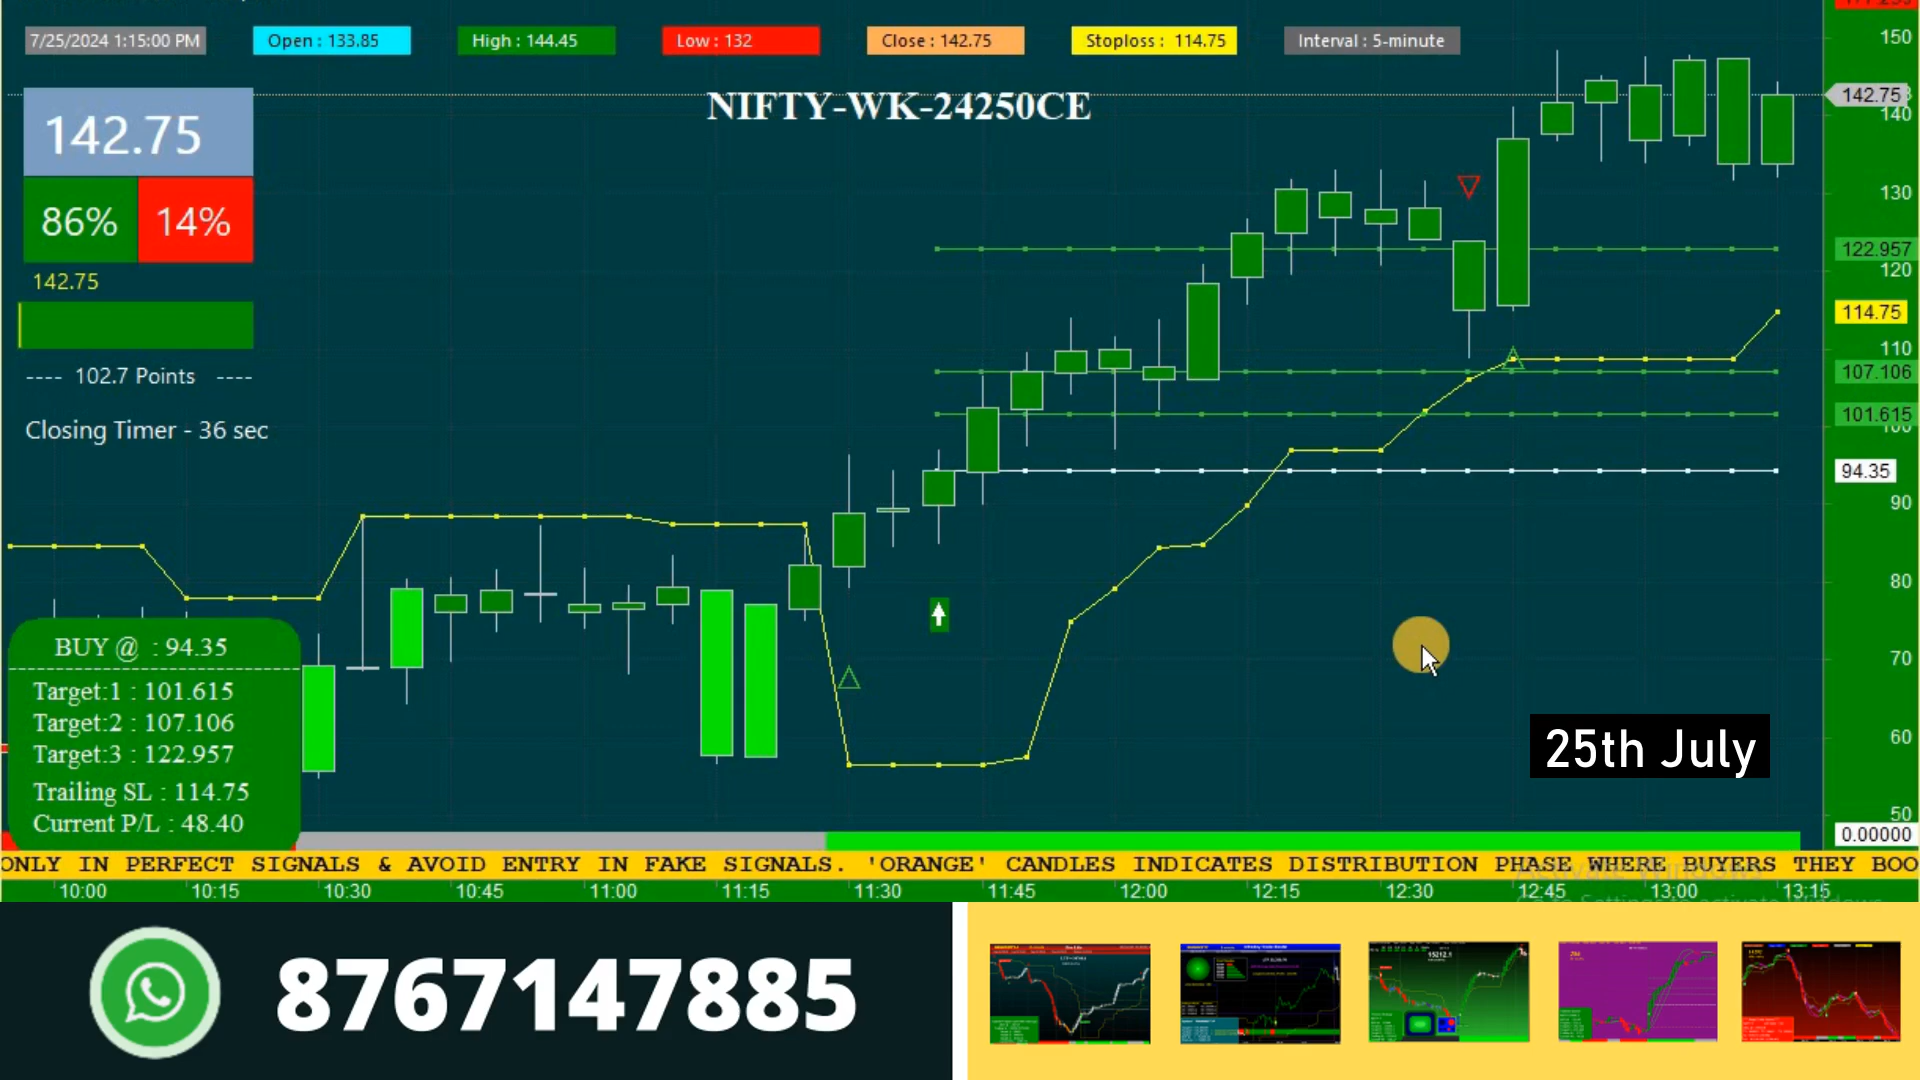 7/25/2024 1:15:00 PM
Open : 133.85
High : 144.45
Low : 132
Close : 142.75
Stoploss : 114.75
Interval : 5-minute
NIFTY-WK-24250CE
142.75
86% 14%
142.75
---- 102.7 Points ----
Closing Timer - 36 sec
BUY @ : 94.35
Target:1 : 101.615
Target:2 : 107.106
Target:3 : 122.957
Trailing SL : 114.75
Current P/L : 48.40
150
142.75
140
130
122.957
120
114.75
110
107.106
101.615
100
94.35
90
80
70
60
50
0.00000
25th July
ONLY IN PERFECT SIGNALS & AVOID ENTRY IN FAKE SIGNALS. 'ORANGE' CANDLES INDICATES DISTRIBUTION PHASE WHERE BUYERS THEY BOO
10:00 10:15 10:30 10:45 11:00 11:15 11:30 11:45 12:00 12:15 12:30 12:45 13:00 13:15
Activate Windows
8767147885